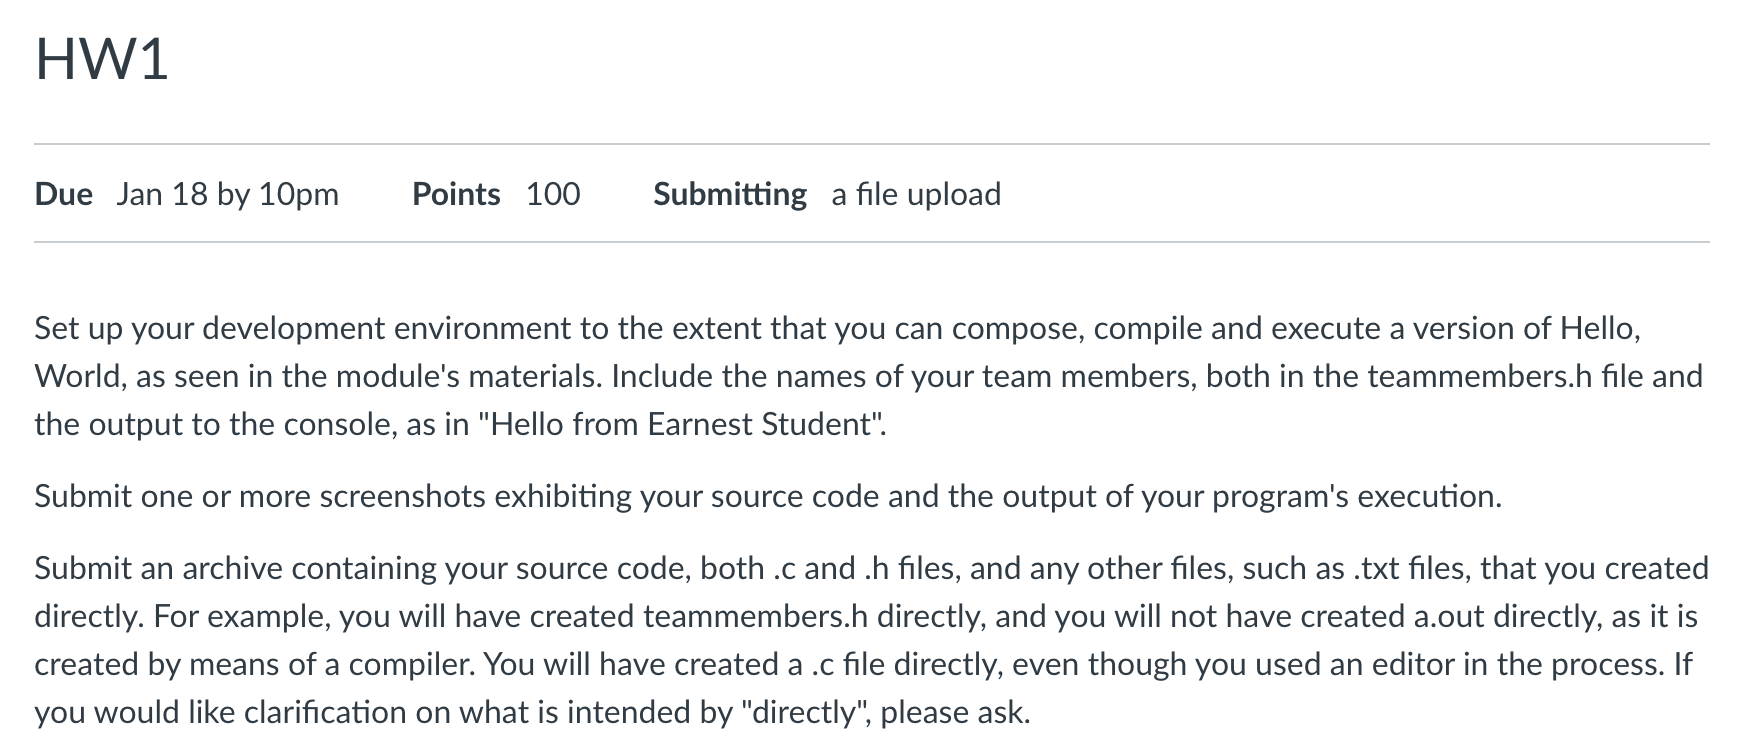 HW1
Due Jan 18 by 10pm Points 100 Submitting a file upload
Set up your development environment to the extent that you can compose, compile and execute a version of Hello,
World, as seen in the module's materials. Include the names of your team members, both in the teammembers.h file and
the output to the console, as in "Hello from Earnest Student".
Submit one or more screenshots exhibiting your source code and the output of your program's execution.
Submit an archive containing your source code, both .c and .h files, and any other files, such as .txt files, that you created
directly. For example, you will have created teammembers.h directly, and you will not have created a.out directly, as it is
created by means of a compiler. You will have created a .c file directly, even though you used an editor in the process. If
you would like clarification on what is intended by "directly", please ask.